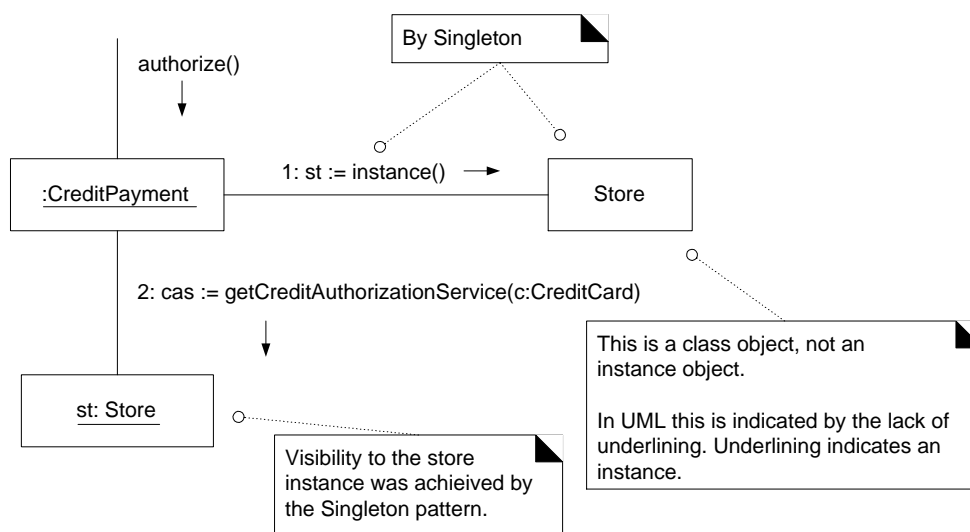 By Singleton
authorize()
1: st := instance()
:CreditPayment
Store
2: cas := getCreditAuthorizationService(c:CreditCard)
This is a class object, not an
instance object.
In UML this is indicated by the lack of
underlining. Underlining indicates an
instance.
st: Store
Visibility to the store
instance was achieived by
the Singleton pattern.